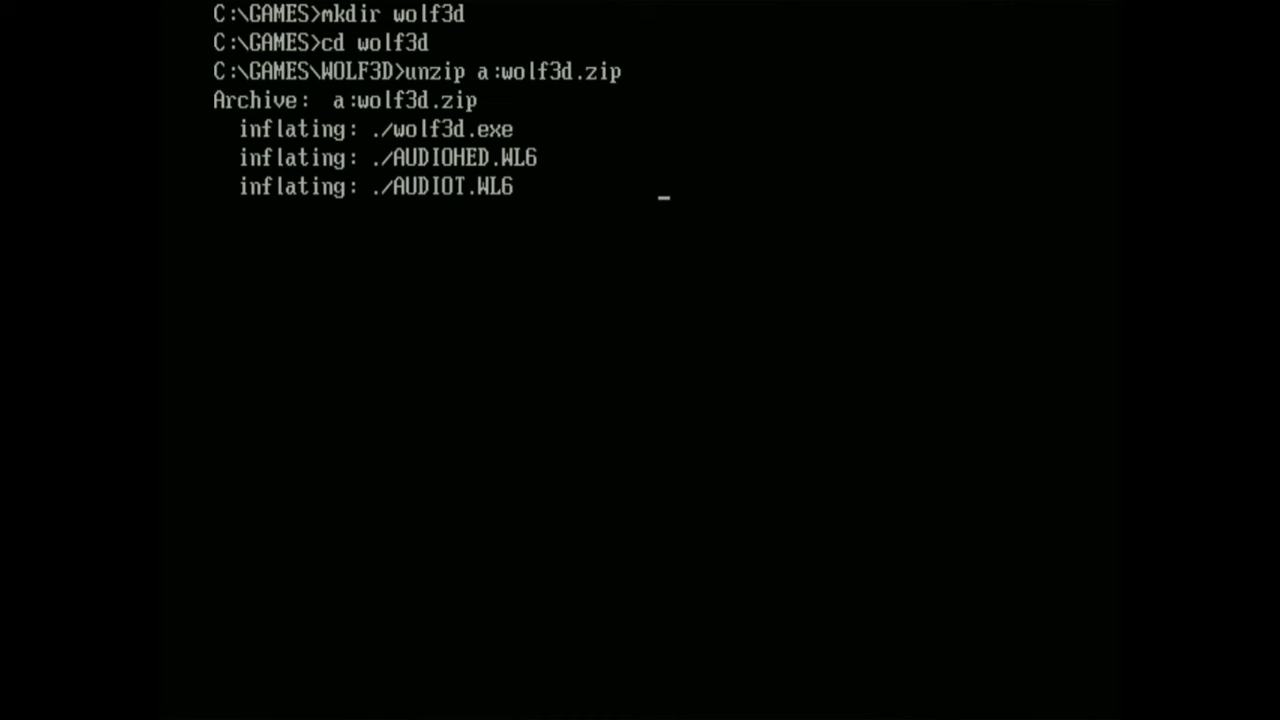 C:\GAMES>mkdir wolf3d
C:\GAMES>cd wolf3d
C:\GAMES\WOLF3D>unzip a:wolf3d.zip
Archive:  a:wolf3d.zip
  inflating: ./wolf3d.exe
  inflating: ./AUDIOHED.WL6
  inflating: ./AUDIOT.WL6